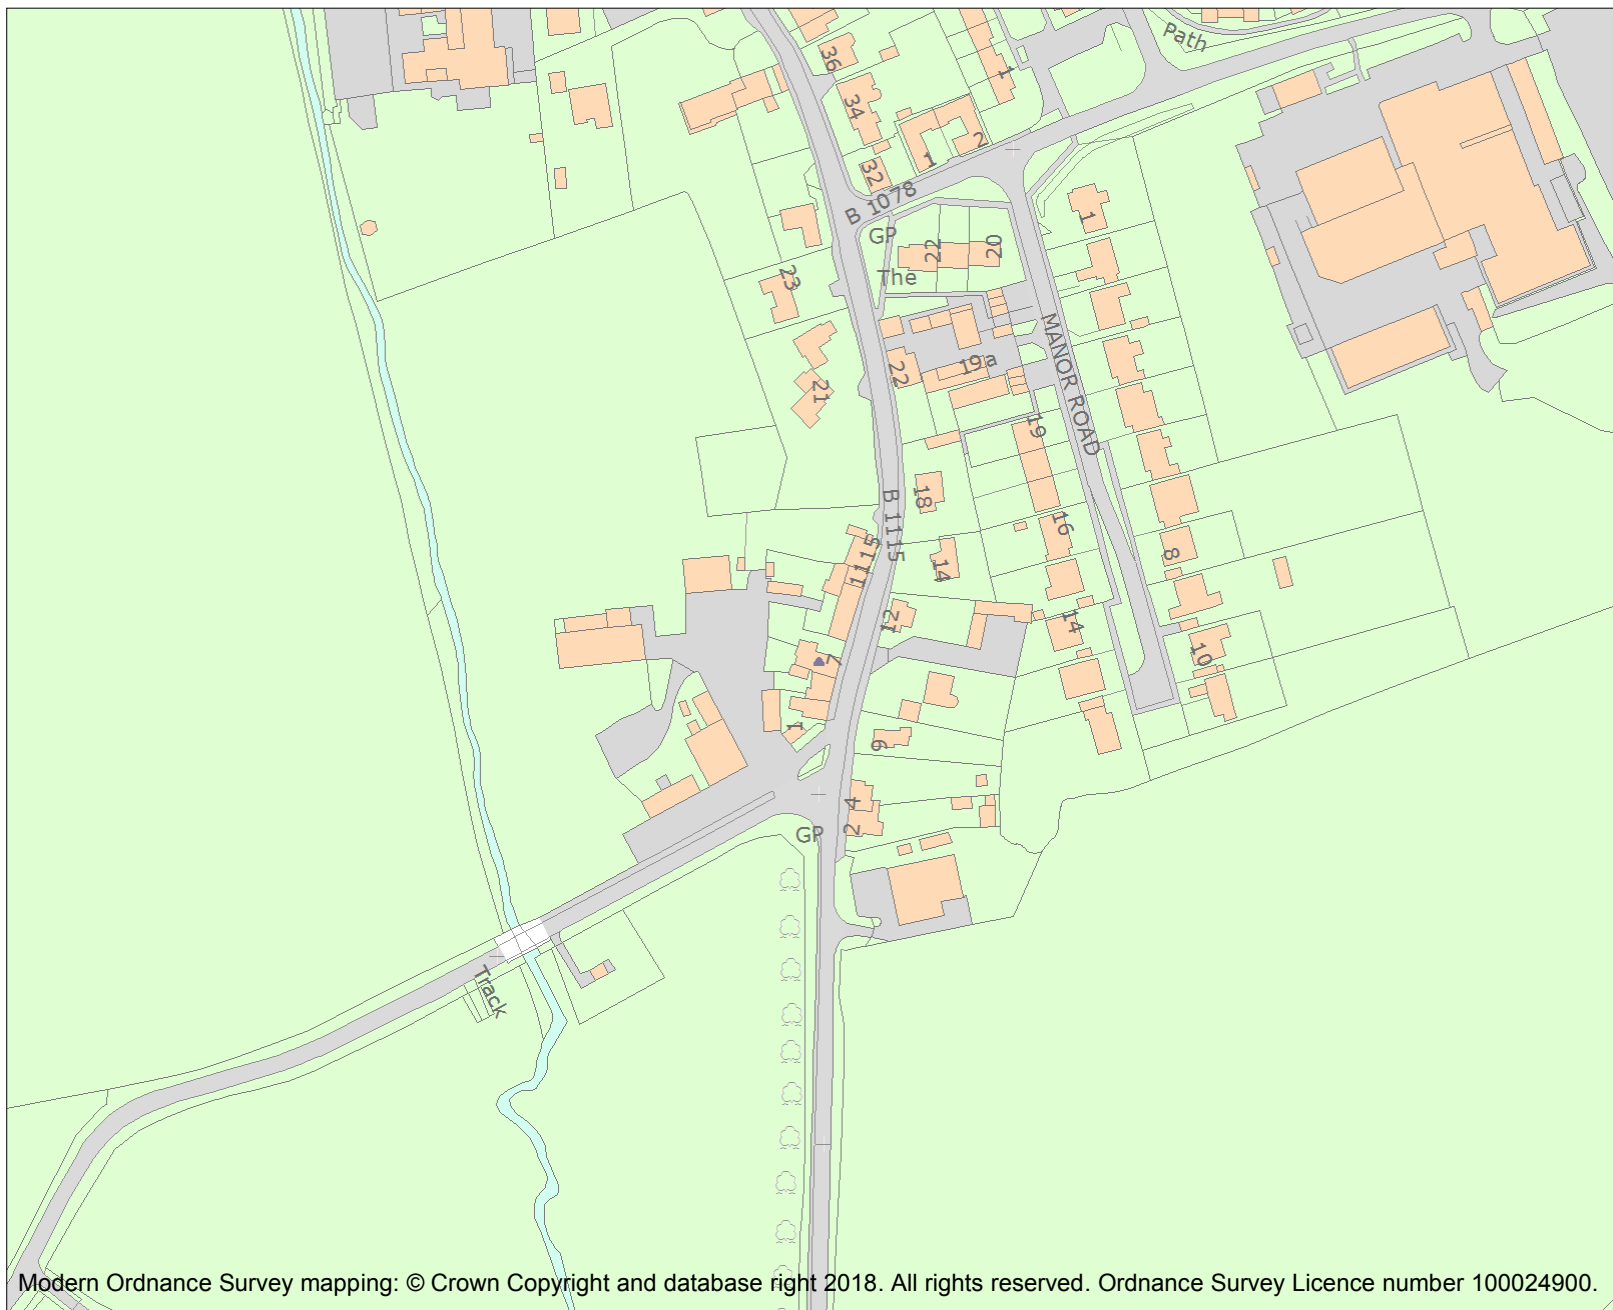 Path
36
1
34
2
1
32
B 1078
1
GP
22
20
The
23
MANOR ROAD
19a
22
21
19
18
B 1115
16
1115
8
14
12
14
7
10
1
9
4
2
GP
Track
Modern Ordnance Survey mapping: © Crown Copyright and database right 2018. All rights reserved. Ordnance Survey Licence number 100024900.